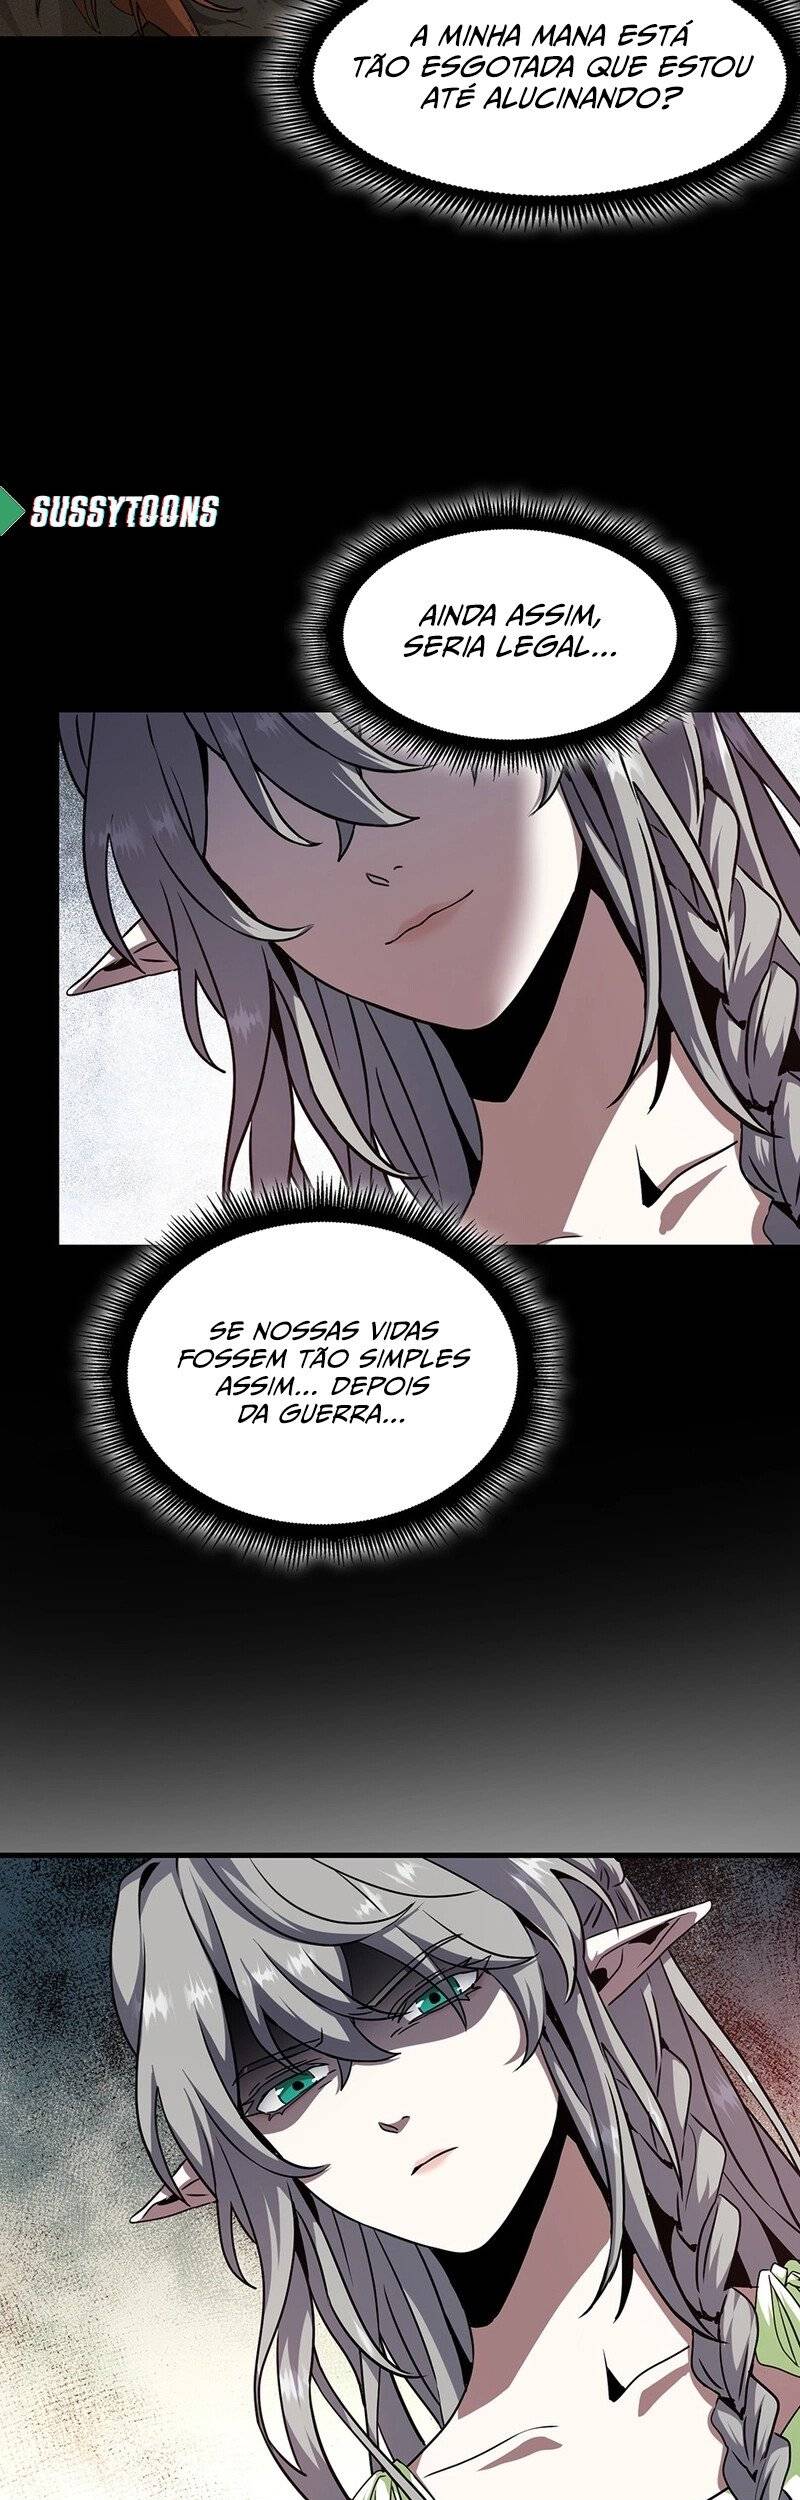 A MINHA MANA ESTÁ
TÃO ESGOTADA QUE ESTOU
ATÉ ALUCINANDO?
SUSSYTOONS
AINDA ASSIM,
SERIA LEGAL...
SE NOSSAS VIDAS
FOSSEM TÃO SIMPLES
ASSIM... DEPOIS
DA GUERRA...